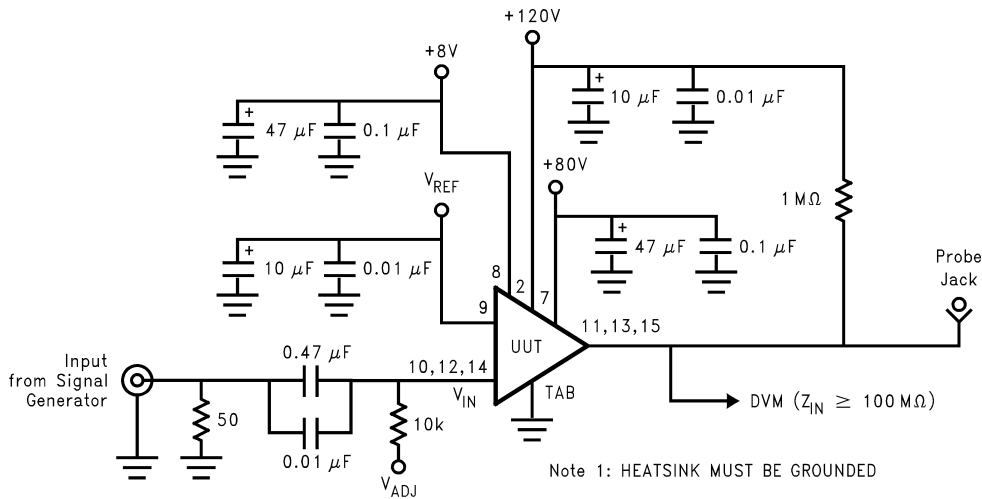 +120V
+8V
+
10 μF
0.01 μF
+
47 μF
0.1 μF
+80V
VREF
1 MΩ
+
47 μF
0.1 μF
+
10 μF
0.01 μF
Probe
Jack
8
2
7
9
11,13,15
UUT
Input
from Signal
Generator
0.47 μF
10,12,14
VIN
TAB
DVM (ZIN ≥ 100 MΩ)
50
10k
0.01 μF
VADJ
Note 1: HEATSINK MUST BE GROUNDED